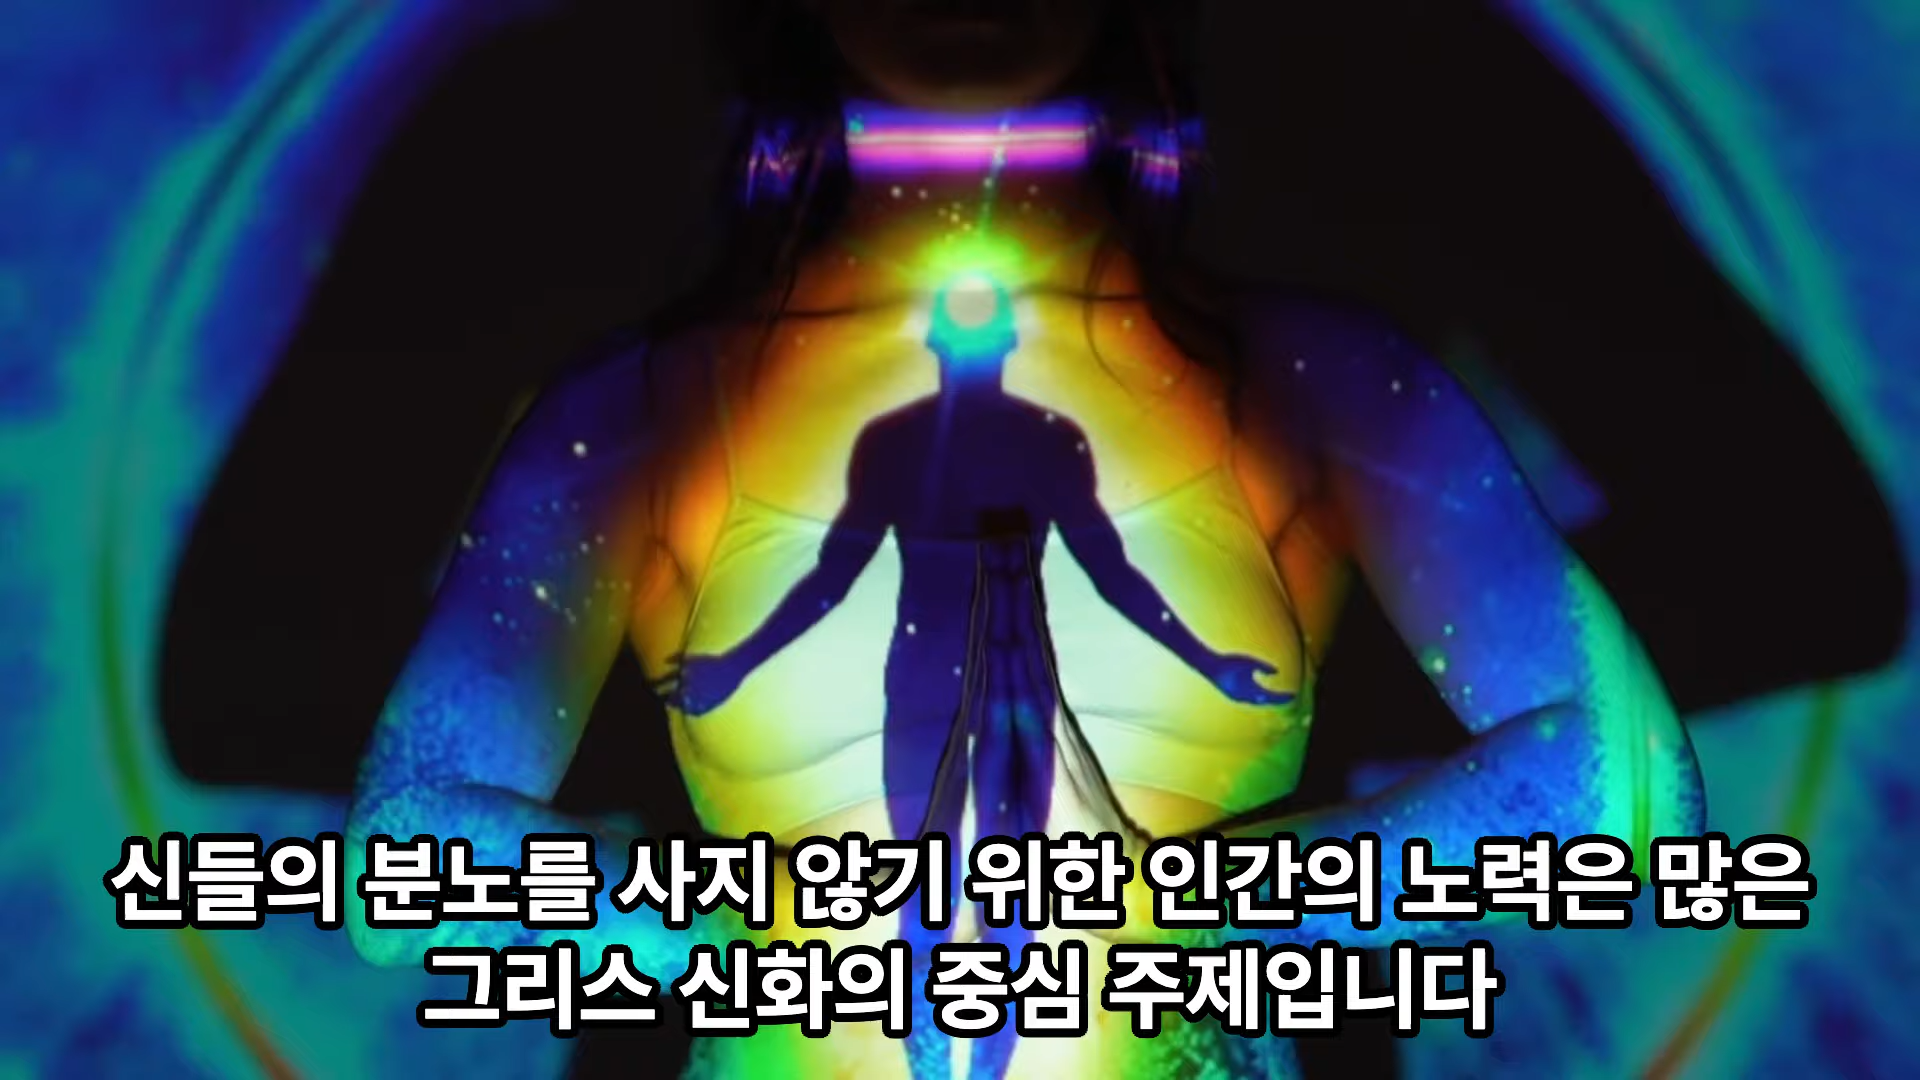 신들의 분노를 사지 않기 위한 인간의 노력은 많은
그리스 신화의 중심 주제입니다